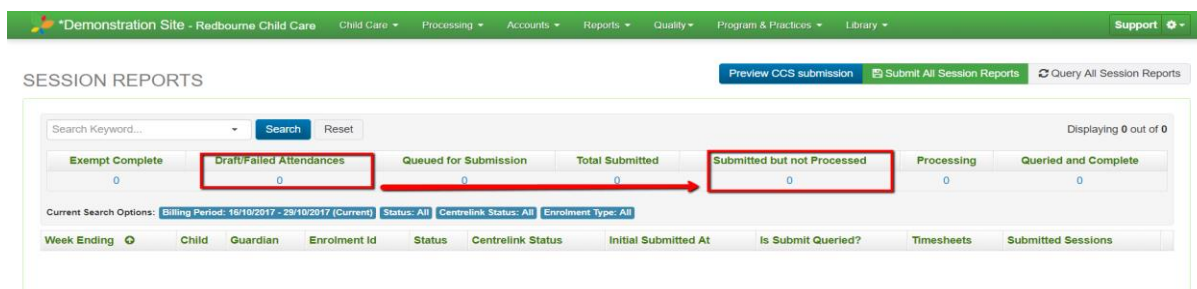 *Demonstration Site - Redbourne Child Care Child Care Processing Accounts Reports Quality Program & Practices Library Support
SESSION REPORTS
Preview CCS submission Submit All Session Reports Query All Session Reports
Search Keyword... Search Reset Displaying 0 out of 0
Exempt Complete Draft/Failed Attendances Queued for Submission Total Submitted Submitted but not Processed Processing Queried and Complete
0 0 0 0 0 0 0
Current Search Options: Billing Period: 16/10/2017 - 29/10/2017 (Current) Status: All Centrelink Status: All Enrolment Type: All
Week Ending Child Guardian Enrolment Id Status Centrelink Status Initial Submitted At Is Submit Queried? Timesheets Submitted Sessions